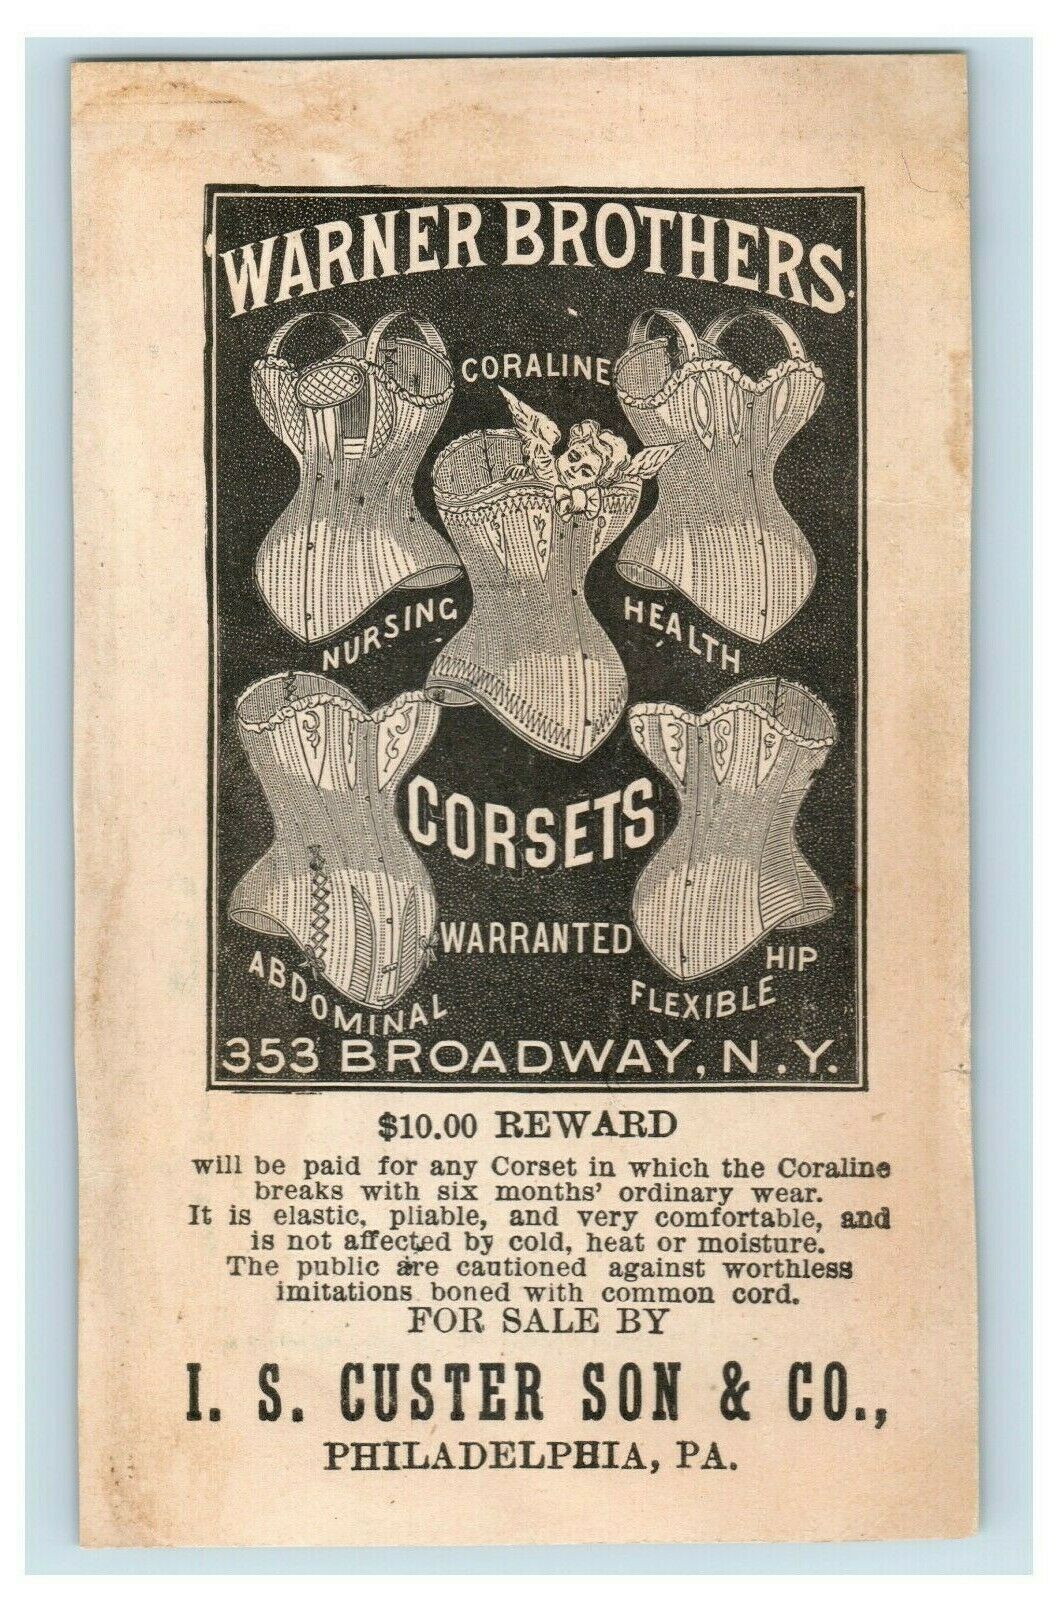 WARNER BROTHERS.
CORALINE
NURSING
HEALTH
CORSETS
WARRANTED
ABDOMINAL
FLEXIBLE HIP
353 BROADWAY, N.Y.
$10.00 REWARD
will be paid for any Corset in which the Coraline
breaks with six months' ordinary wear.
It is elastic, pliable, and very comfortable, and
is not affected by cold, heat or moisture.
The public are cautioned against worthless
imitations boned with common cord.
FOR SALE BY
I. S. CUSTER SON & CO.,
PHILADELPHIA, PA.